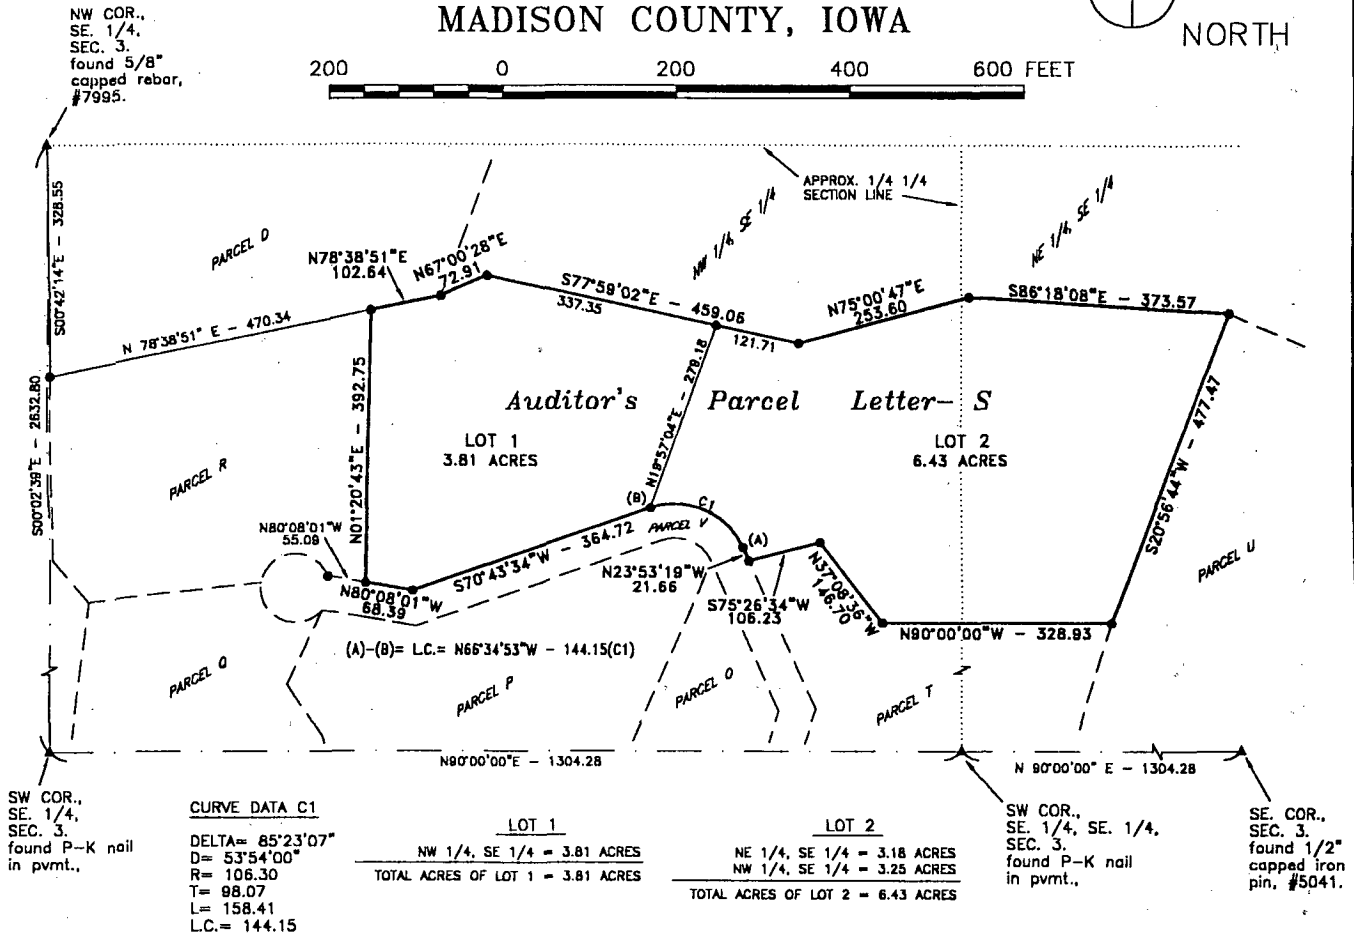 MADISON COUNTY, IOWA
NORTH
NW COR.,
SE. 1/4,
SEC. 3.
found 5/8"
capped rebar,
#7995.
200 0 200 400 600 FEET
APPROX. 1/4 1/4
SECTION LINE
S00°42'14"E - 328.55
S00°02'39"E - 2632.80
PARCEL D
N 78°38'51" E - 470.34
N78°38'51"E
102.64
N67°00'28"E
72.91
S77°59'02"E - 459.06
337.35
121.71
NW 1/4, SE 1/4
NE 1/4, SE 1/4
N75°00'47"E
253.60
S86°18'08"E - 373.57
Auditor's Parcel Letter- S
LOT 1
3.81 ACRES
LOT 2
6.43 ACRES
N01°20'43"E - 392.75
N19°57'04"E - 279.18
S20°56'44"W - 477.47
PARCEL R
PARCEL U
N80°08'01"W
55.09
N80°08'01"W
68.39
S70°43'34"W - 364.72
(B)
C1
PARCEL V
(A)
N23°53'19"W
21.66
S75°26'34"W
106.23
N37°08'36"W
146.70
N90°00'00"W - 328.93
(A)-(B)= L.C.= N66°34'53"W - 144.15(C1)
PARCEL Q
PARCEL P
PARCEL O
PARCEL T
N90°00'00"E - 1304.28
N 90°00'00" E - 1304.28
SW COR.,
SE. 1/4,
SEC. 3.
found P-K nail
in pvmt.,
CURVE DATA C1
DELTA= 85°23'07"
D= 53°54'00"
R= 106.30
T= 98.07
L= 158.41
L.C.= 144.15
LOT 1
NW 1/4, SE 1/4 = 3.81 ACRES
TOTAL ACRES OF LOT 1 = 3.81 ACRES
LOT 2
NE 1/4, SE 1/4 = 3.18 ACRES
NW 1/4, SE 1/4 = 3.25 ACRES
TOTAL ACRES OF LOT 2 = 6.43 ACRES
SW COR.,
SE. 1/4, SE. 1/4,
SEC. 3.
found P-K nail
in pvmt.,
SE. COR.,
SEC. 3.
found 1/2"
capped iron
pin, #5041.